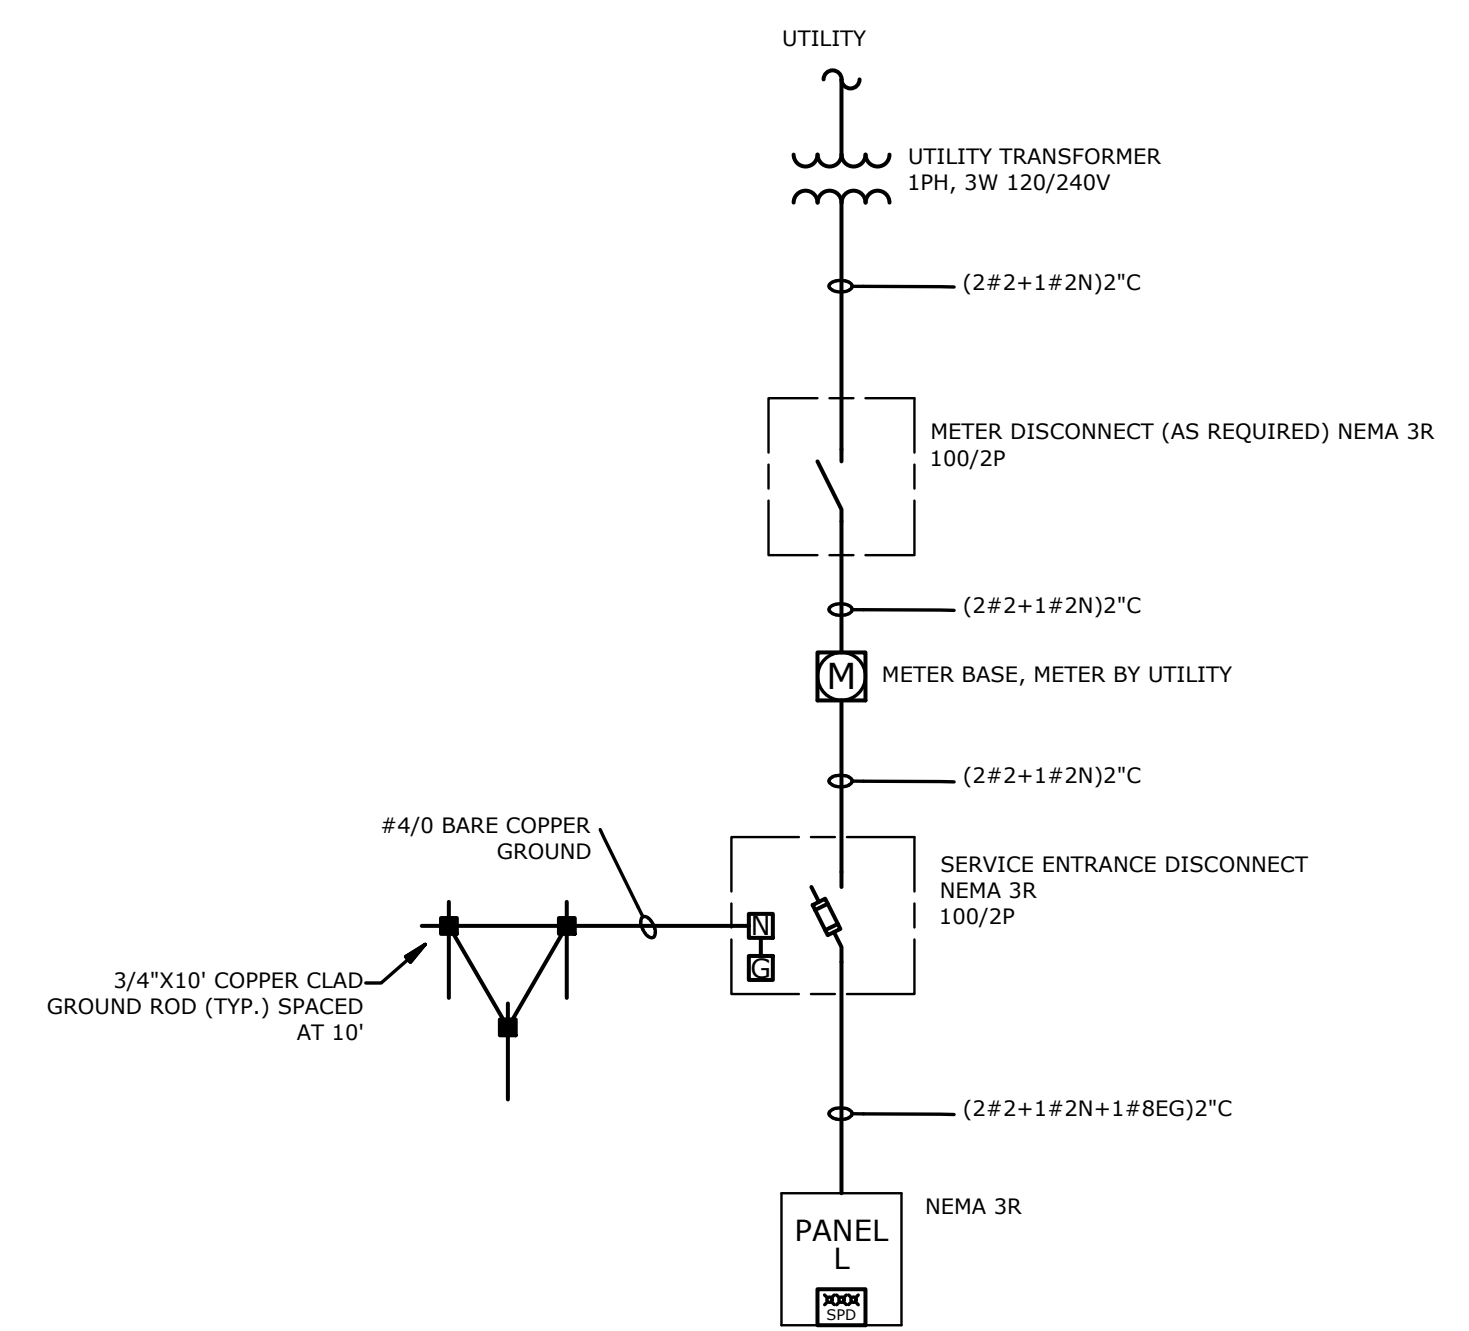 UTILITY
UTILITY TRANSFORMER
1PH, 3W 120/240V
(2#2+1#2N)2"C
METER DISCONNECT (AS REQUIRED) NEMA 3R
100/2P
(2#2+1#2N)2"C
M
METER BASE, METER BY UTILITY
(2#2+1#2N)2"C
#4/0 BARE COPPER
GROUND
SERVICE ENTRANCE DISCONNECT
NEMA 3R
100/2P
N
G
3/4"X10' COPPER CLAD
GROUND ROD (TYP.) SPACED
AT 10'
(2#2+1#2N+1#8EG)2"C
NEMA 3R
PANEL
L
SPD